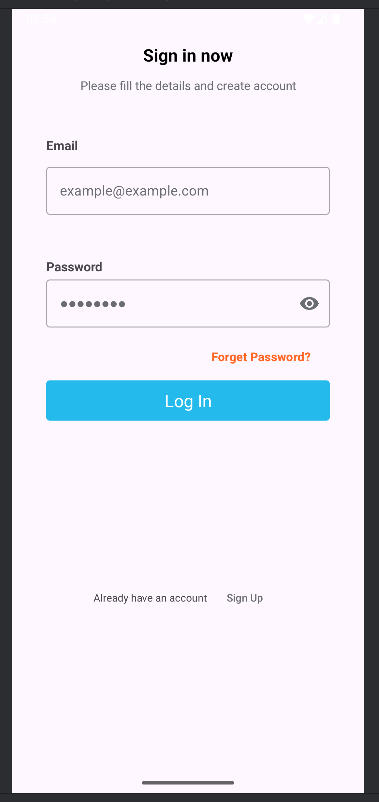 Sign in now
Please fill the details and create account
Email
example@example.com
Password
••••••••
Forget Password?
Log In
Already have an account Sign Up